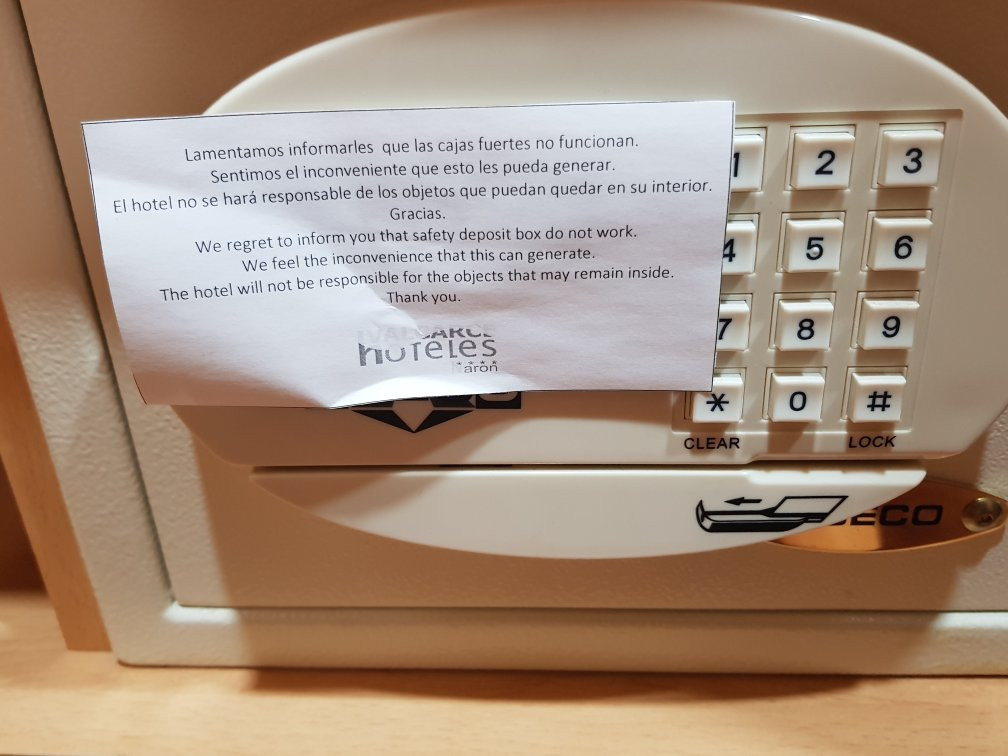 Lamentamos informarles que las cajas fuertes no funcionan.
Sentimos el inconveniente que esto les pueda generar.
El hotel no se hará responsable de los objetos que puedan quedar en su interior.
Gracias.
We regret to inform you that safety deposit box do not work.
We feel the inconvenience that this can generate.
The hotel will not be responsible for the objects that may remain inside.
Thank you.
hoteles
1 2 3
4 5 6
7 8 9
* 0 #
CLEAR LOCK